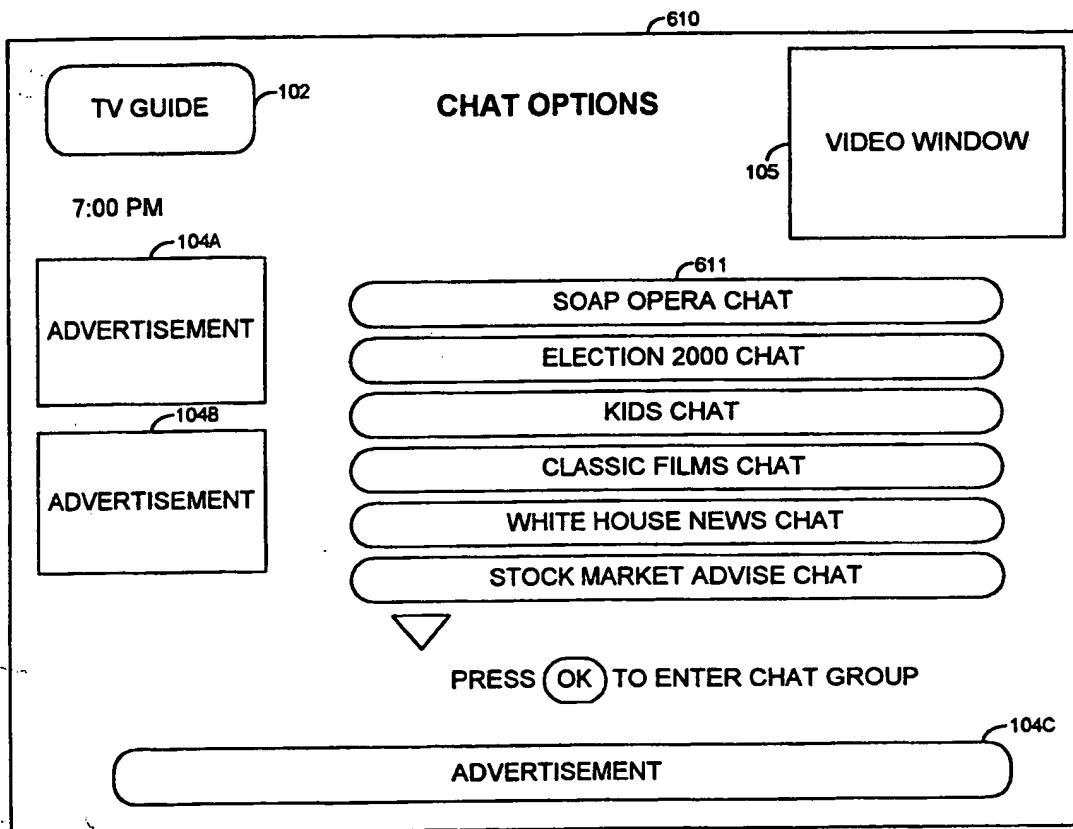 610
TV GUIDE
102
CHAT OPTIONS
VIDEO WINDOW
105
7:00 PM
104A
ADVERTISEMENT
104B
ADVERTISEMENT
611
SOAP OPERA CHAT
ELECTION 2000 CHAT
KIDS CHAT
CLASSIC FILMS CHAT
WHITE HOUSE NEWS CHAT
STOCK MARKET ADVISE CHAT
PRESS OK TO ENTER CHAT GROUP
104C
ADVERTISEMENT